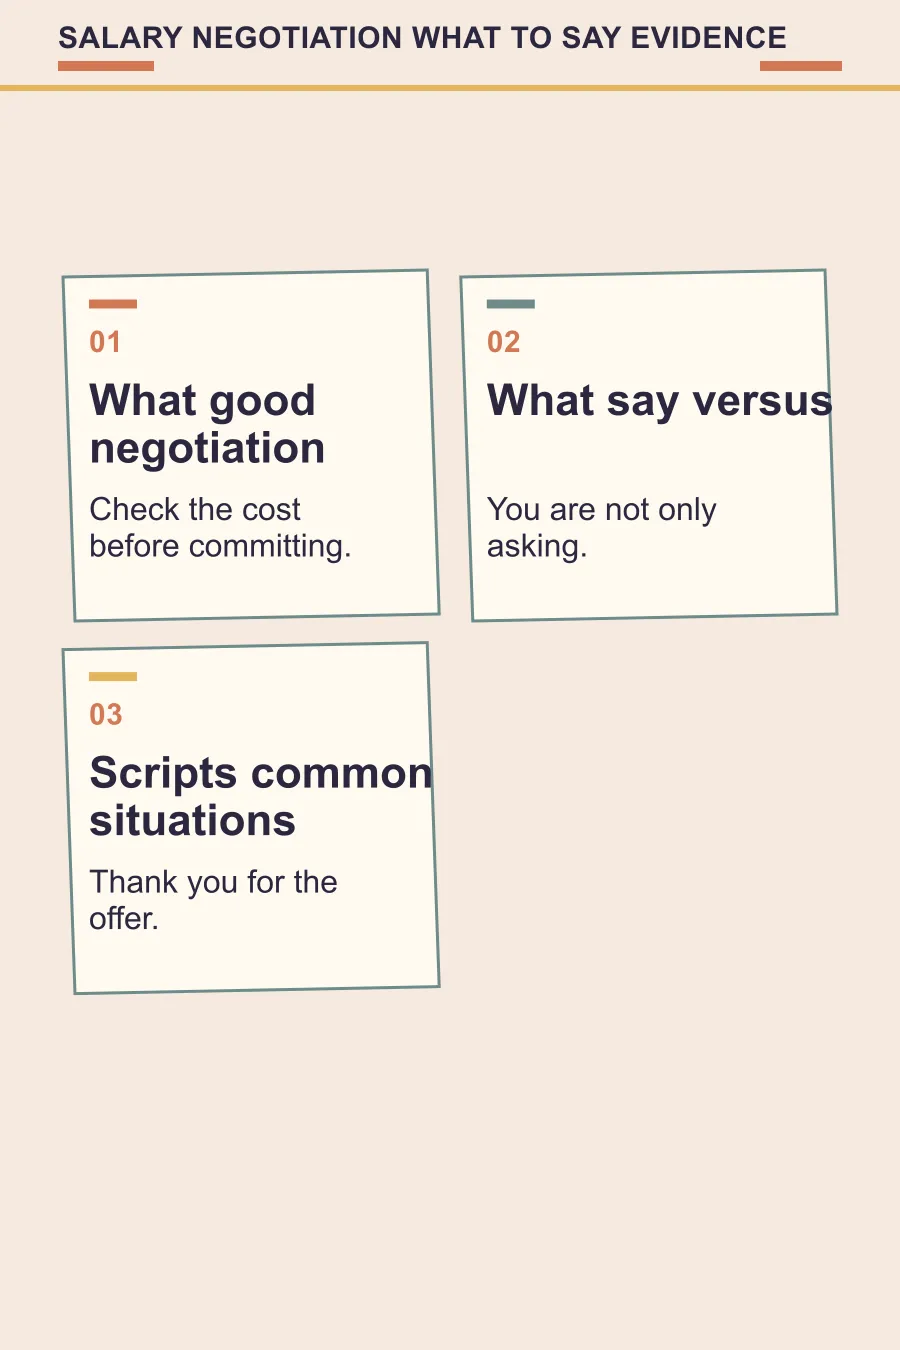 SALARY NEGOTIATION WHAT TO SAY EVIDENCE
01
What good
negotiation
Check the cost
before committing.
02
What say versus
You are not only
asking.
03
Scripts common
situations
Thank you for the
offer.